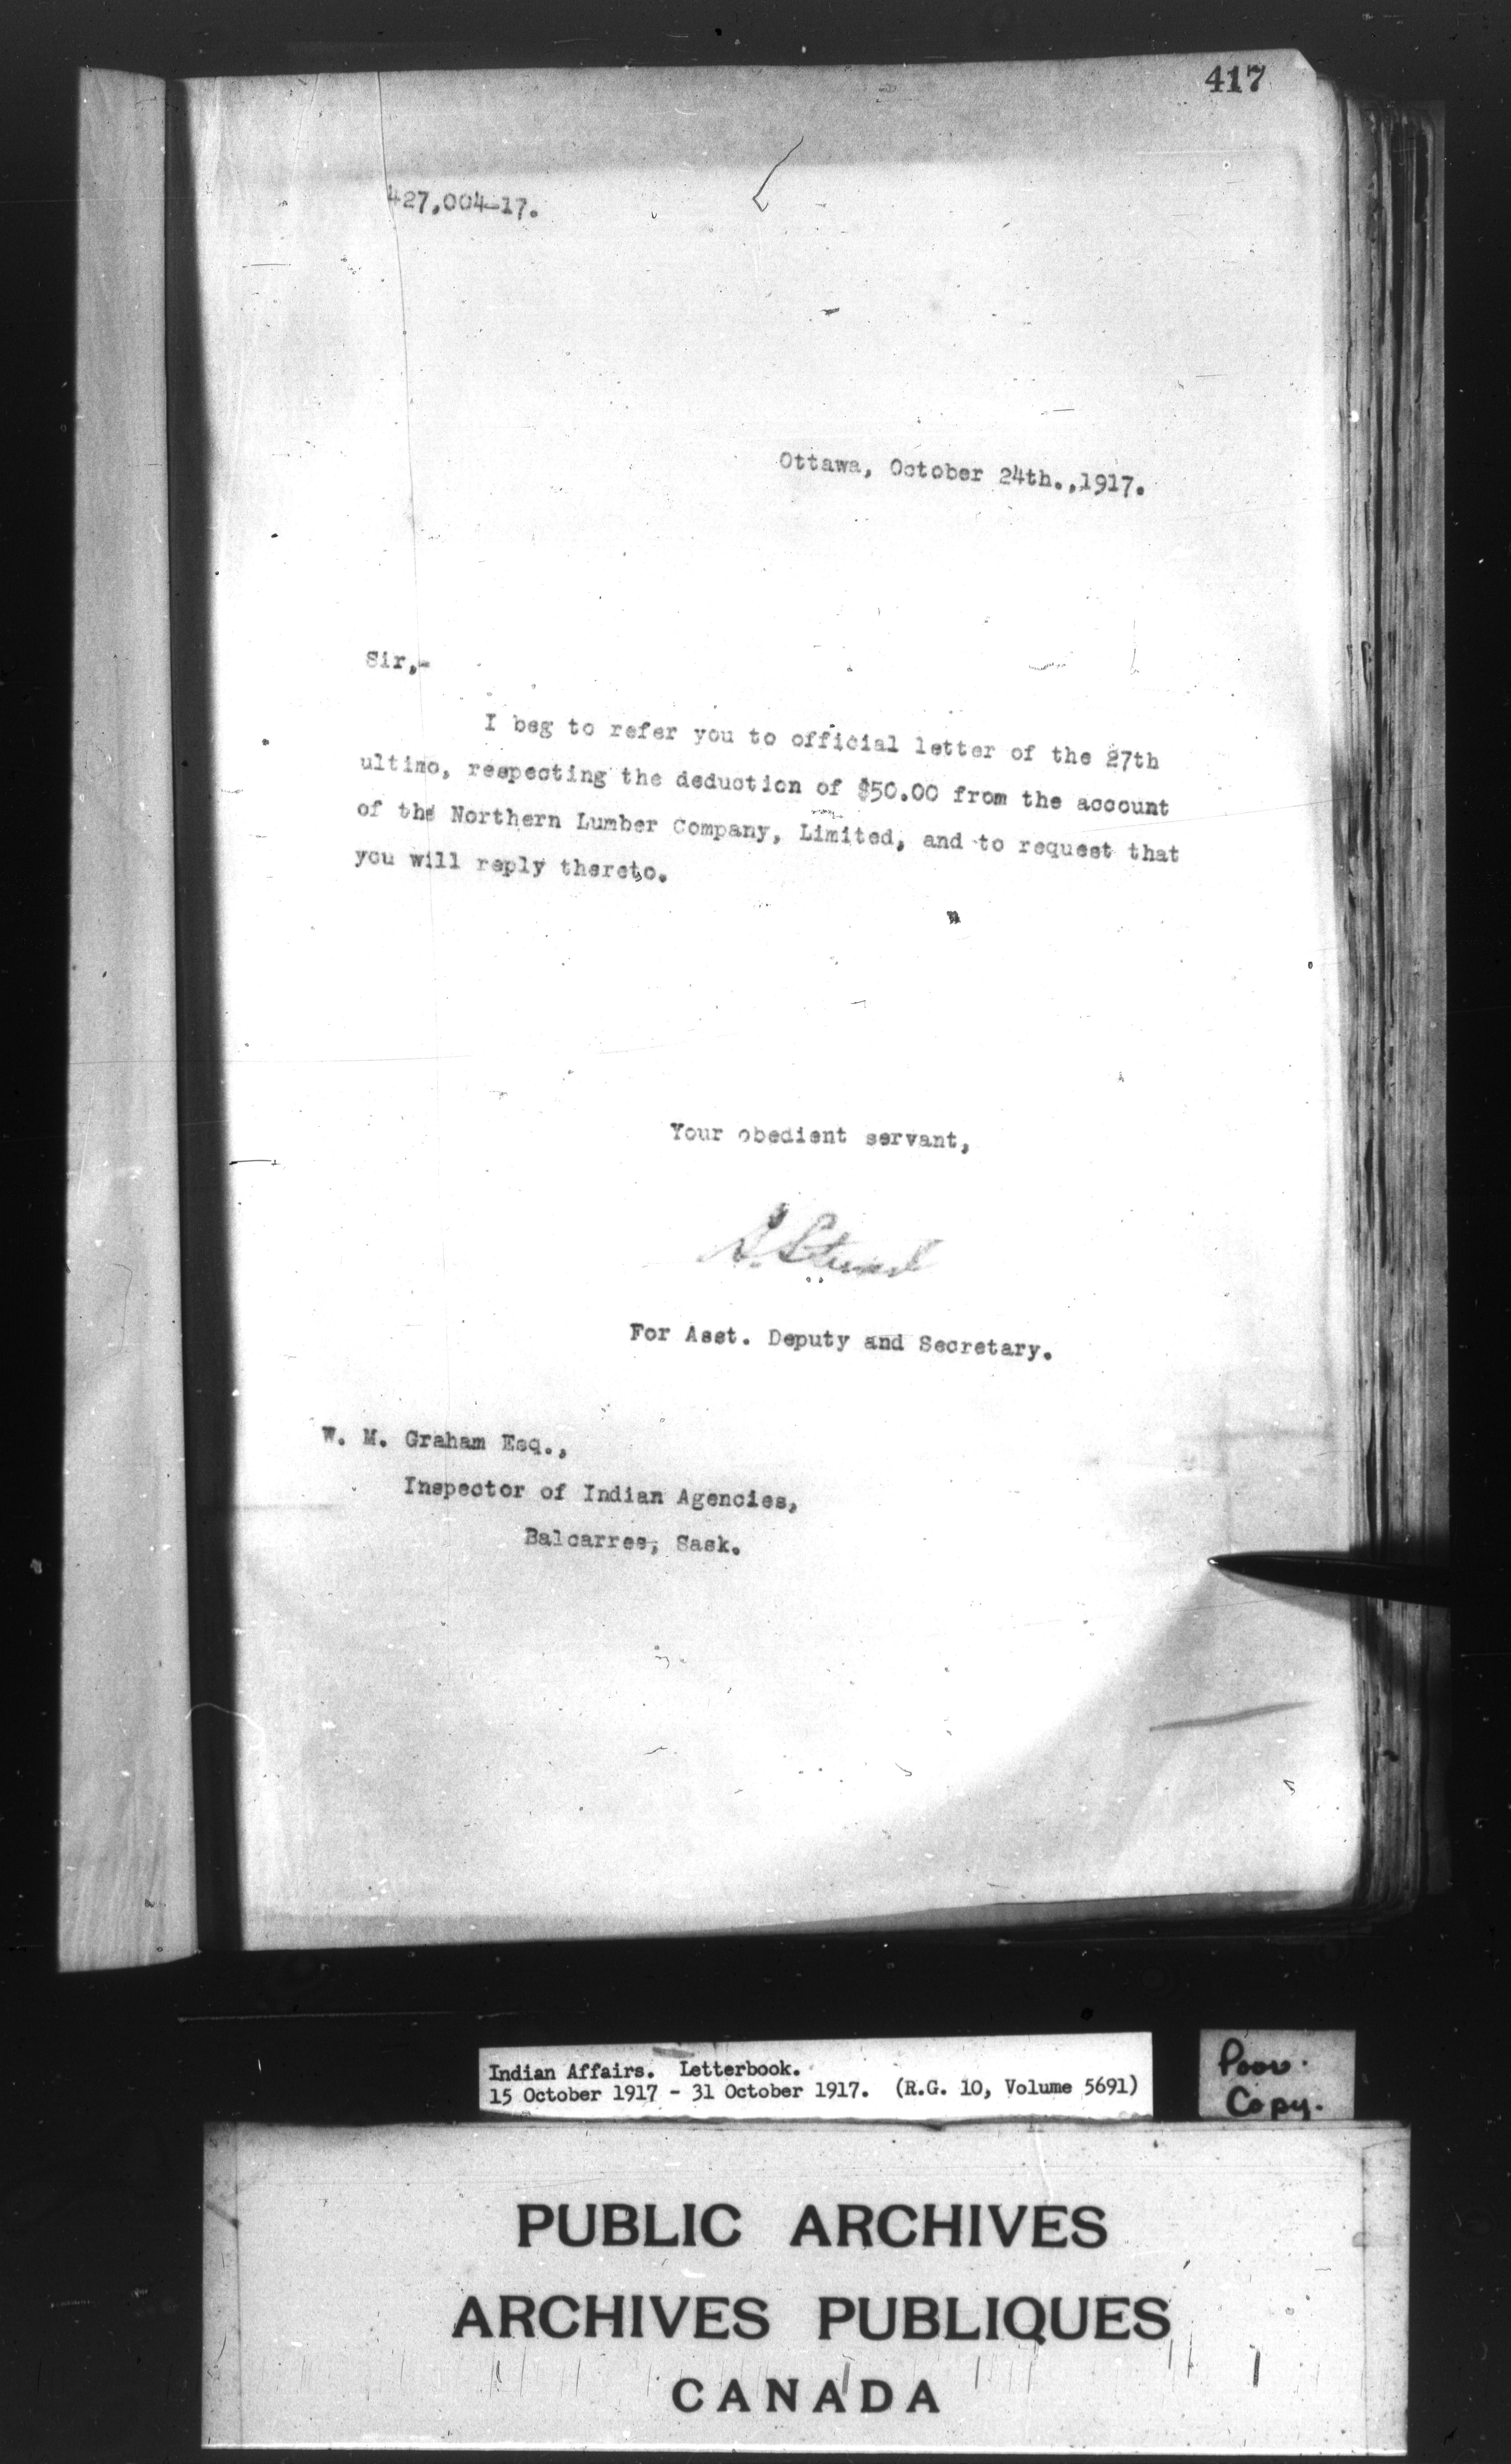 417
427,004-17.
Ottawa, October 24th.,1917.
Sir,-
I beg to refer you to official letter of the 27th
ultimo, respecting the deduction of $50.00 from the account
of the Northern Lumber Company, Limited, and to request that
you will reply thereto.
Your obedient servant,
For Asst. Deputy and Secretary.
W. M. Graham Esq.,
Inspector of Indian Agencies,
Balcarres, Sask.
Indian Affairs. Letterbook.
15 October 1917 - 31 October 1917. (R.G. 10, Volume 5691)
Poor
Copy.
PUBLIC ARCHIVES
ARCHIVES PUBLIQUES
CANADA